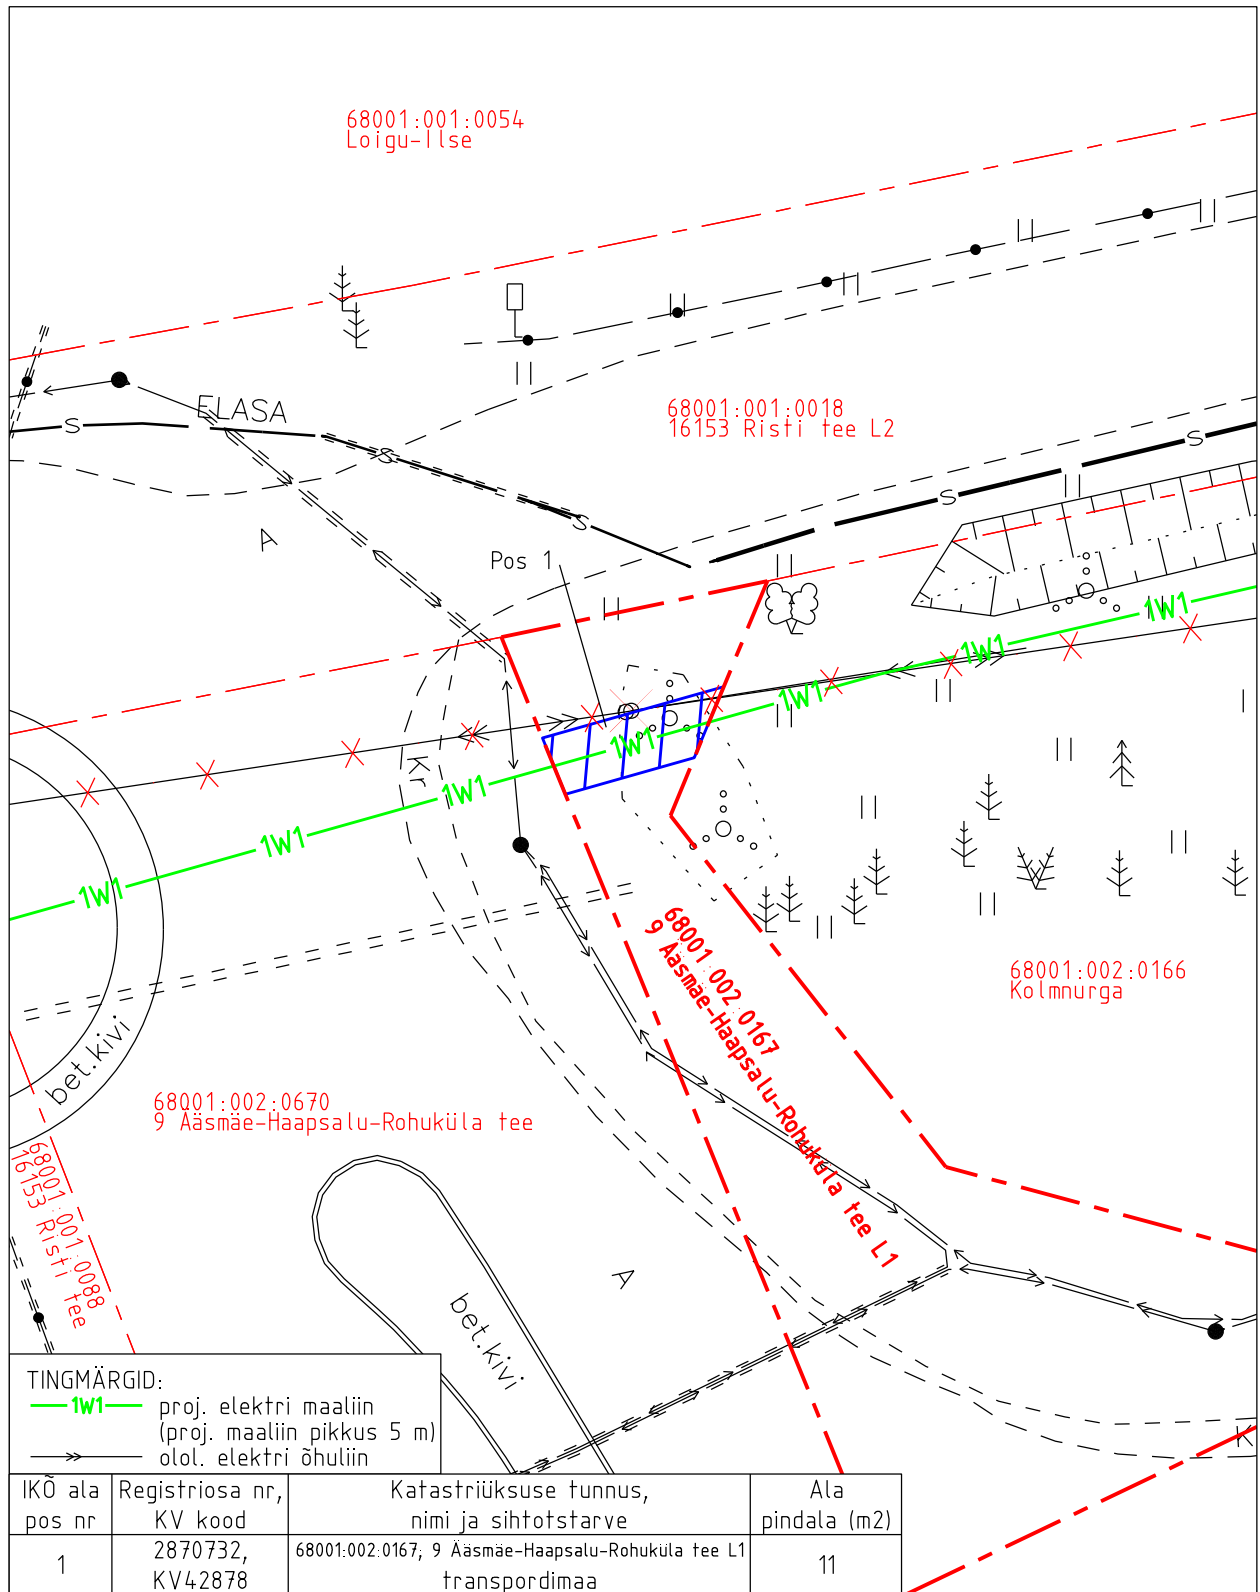 68001:001:0054
Loigu-Ilse
ELASA
S
S
S
S
S
68001:001:0018
16153 Risti tee L2
A
Pos 1
Kr
1W1
1W1
1W1
1W1
1W1
1W1
1W1
bet.kivi
68001:002:0167
9 Ääsmäe-Haapsalu-Rohuküla tee L1
68001:002:0166
Kolmnurga
68001:002:0670
9 Ääsmäe-Haapsalu-Rohuküla tee
68001:001:0088
16153 Risti tee
A
bet.kivi
K
TINGMÄRGID:
1W1 proj. elektri maaliin
(proj. maaliin pikkus 5 m)
olol. elektri õhuliin
IKÕ ala pos nr
Registriosa nr, KV kood
Katastriüksuse tunnus, nimi ja sihtotstarve
Ala pindala (m2)
1
2870732, KV42878
68001:002:0167; 9 Ääsmäe-Haapsalu-Rohuküla tee L1
transpordimaa
11